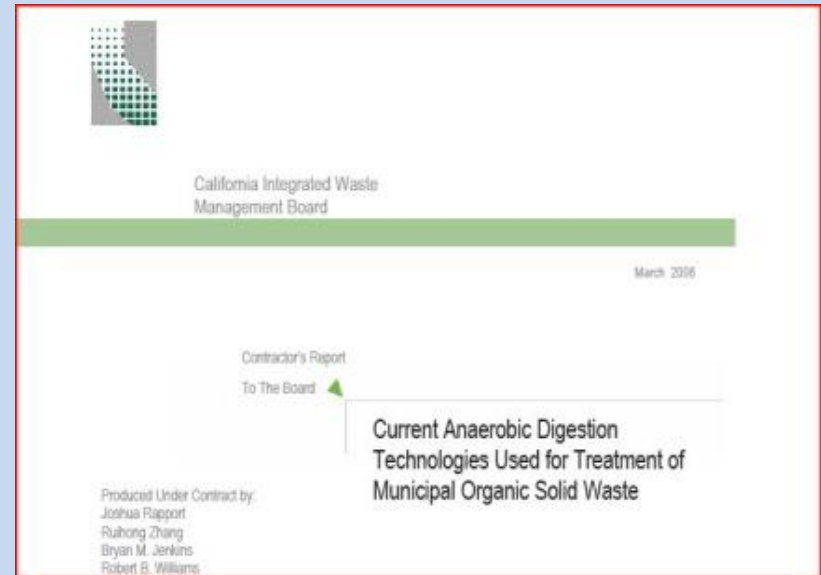 California Integrated Waste
Management Board
March 2008
Contractor's Report
To The Board
Current Anaerobic Digestion
Technologies Used for Treatment of
Municipal Organic Solid Waste
Produced Under Contract by:
Joshua Rapport
Ruihong Zhang
Bryan M. Jenkins
Robert B. Williams